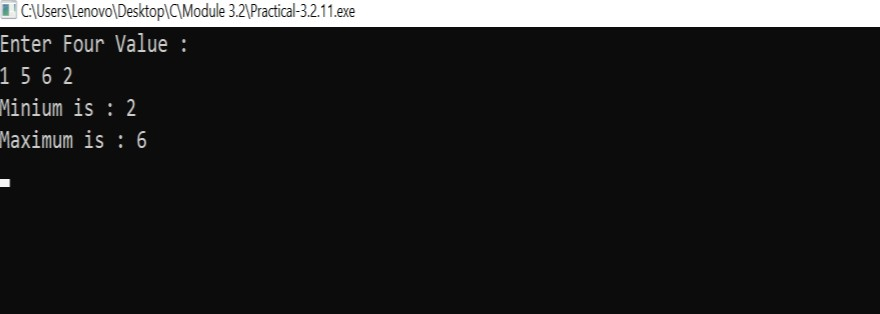 C:\Users\Lenovo\Desktop\C\Module 3.2\Practical-3.2.11.exe
Enter Four Value :
1 5 6 2
Minium is : 2
Maximum is : 6